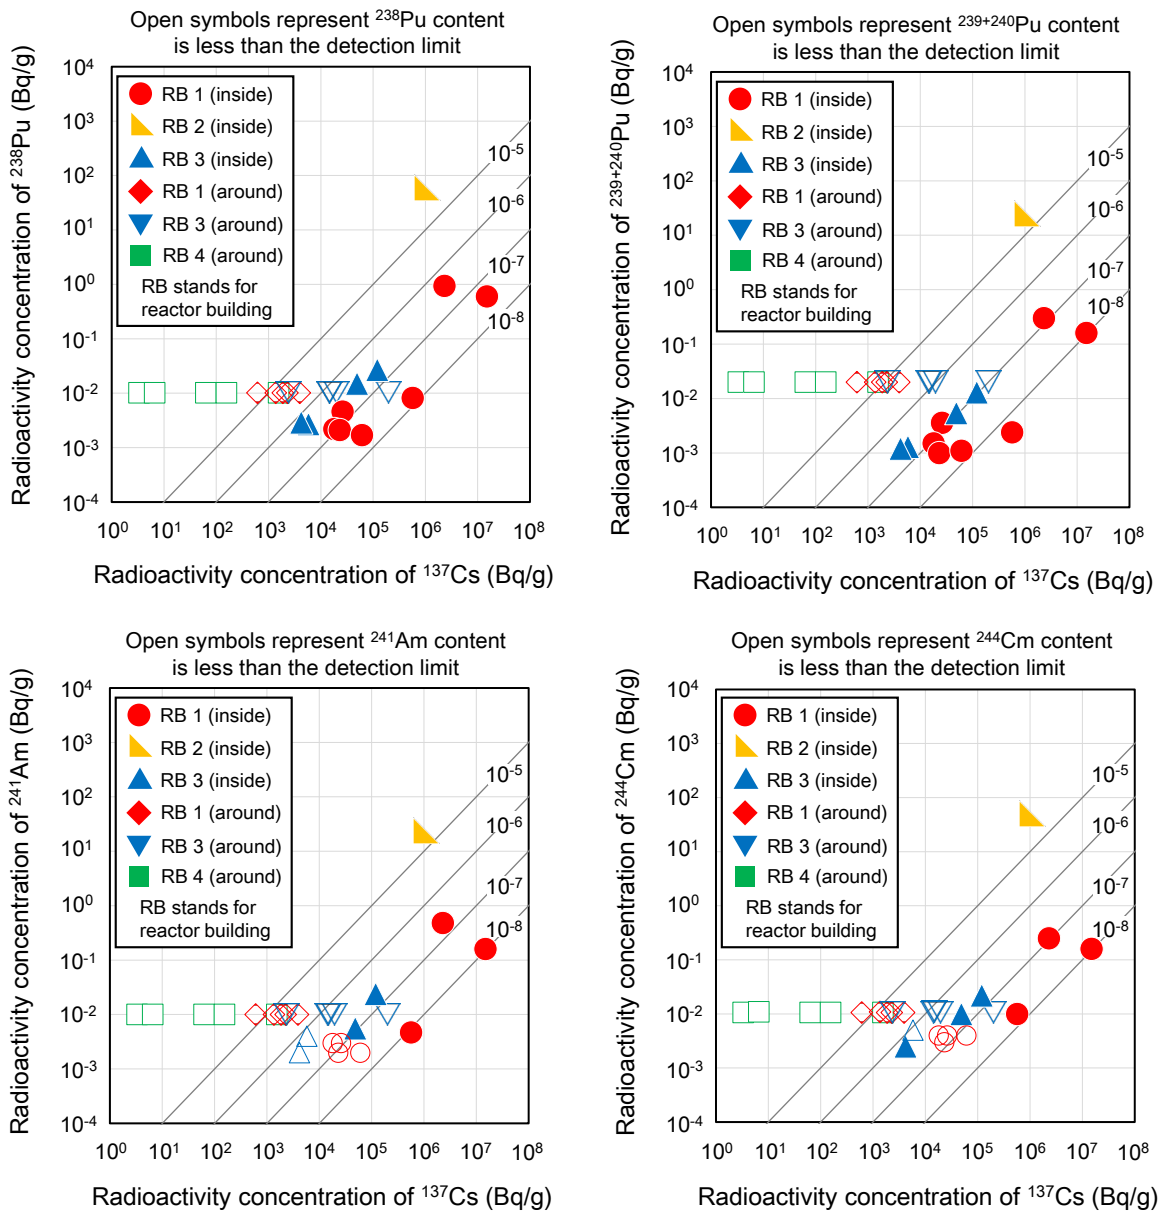 Open symbols represent ²³⁸Pu content
is less than the detection limit
Radioactivity concentration of ²³⁸Pu (Bq/g)
10⁴
10³
10²
10¹
10⁰
10⁻¹
10⁻²
10⁻³
10⁻⁴
RB 1 (inside)
RB 2 (inside)
RB 3 (inside)
RB 1 (around)
RB 3 (around)
RB 4 (around)
RB stands for
reactor building
10⁻⁵
10⁻⁶
10⁻⁷
10⁻⁸
10⁰ 10¹ 10² 10³ 10⁴ 10⁵ 10⁶ 10⁷ 10⁸
Radioactivity concentration of ¹³⁷Cs (Bq/g)
Open symbols represent ²³⁹⁺²⁴⁰Pu content
is less than the detection limit
Radioactivity concentration of ²³⁹⁺²⁴⁰Pu (Bq/g)
10⁴
10³
10²
10¹
10⁰
10⁻¹
10⁻²
10⁻³
10⁻⁴
RB 1 (inside)
RB 2 (inside)
RB 3 (inside)
RB 1 (around)
RB 3 (around)
RB 4 (around)
RB stands for
reactor building
10⁻⁵
10⁻⁶
10⁻⁷
10⁻⁸
10⁰ 10¹ 10² 10³ 10⁴ 10⁵ 10⁶ 10⁷ 10⁸
Radioactivity concentration of ¹³⁷Cs (Bq/g)
Open symbols represent ²⁴¹Am content
is less than the detection limit
Radioactivity concentration of ²⁴¹Am (Bq/g)
10⁴
10³
10²
10¹
10⁰
10⁻¹
10⁻²
10⁻³
10⁻⁴
RB 1 (inside)
RB 2 (inside)
RB 3 (inside)
RB 1 (around)
RB 3 (around)
RB 4 (around)
RB stands for
reactor building
10⁻⁵
10⁻⁶
10⁻⁷
10⁻⁸
10⁰ 10¹ 10² 10³ 10⁴ 10⁵ 10⁶ 10⁷ 10⁸
Radioactivity concentration of ¹³⁷Cs (Bq/g)
Open symbols represent ²⁴⁴Cm content
is less than the detection limit
Radioactivity concentration of ²⁴⁴Cm (Bq/g)
10⁴
10³
10²
10¹
10⁰
10⁻¹
10⁻²
10⁻³
10⁻⁴
RB 1 (inside)
RB 2 (inside)
RB 3 (inside)
RB 1 (around)
RB 3 (around)
RB 4 (around)
RB stands for
reactor building
10⁻⁵
10⁻⁶
10⁻⁷
10⁻⁸
10⁰ 10¹ 10² 10³ 10⁴ 10⁵ 10⁶ 10⁷ 10⁸
Radioactivity concentration of ¹³⁷Cs (Bq/g)